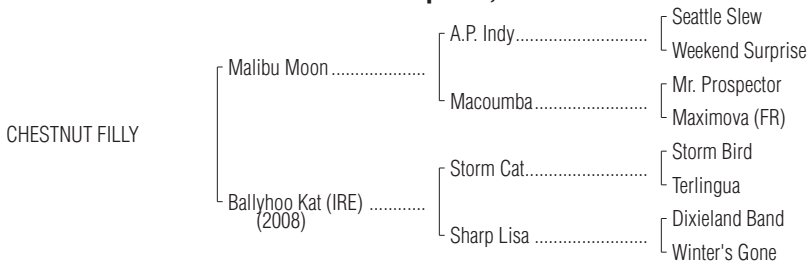 Seattle Slew
A.P. Indy
Weekend Surprise
Malibu Moon
Mr. Prospector
Macoumba
Maximova (FR)
CHESTNUT FILLY
Storm Bird
Storm Cat
Terlingua
Ballyhoo Kat (IRE)
(2008)
Dixieland Band
Sharp Lisa
Winter's Gone